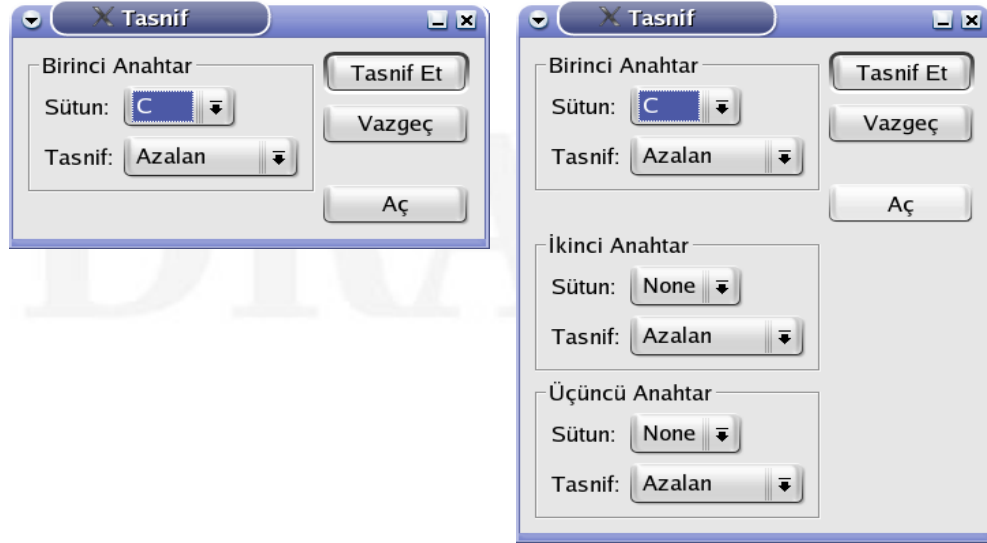 Tasnif
Birinci Anahtar
Sütun: C
Tasnif: Azalan
Tasnif Et
Vazgeç
Aç
Tasnif
Birinci Anahtar
Sütun: C
Tasnif: Azalan
Tasnif Et
Vazgeç
Aç
İkinci Anahtar
Sütun: None
Tasnif: Azalan
Üçüncü Anahtar
Sütun: None
Tasnif: Azalan
DRA